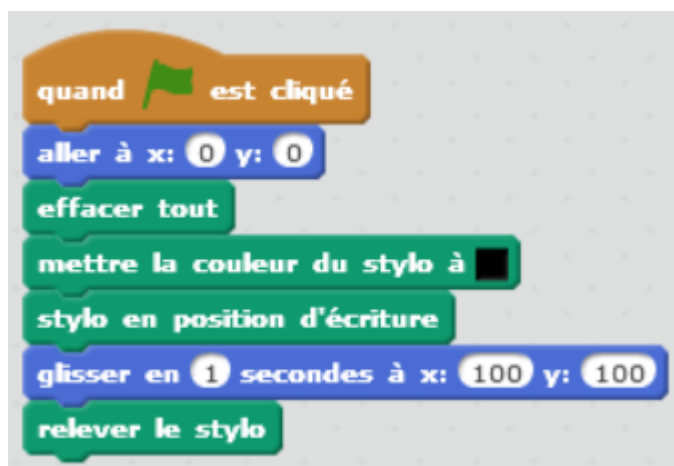 quand est cliqué
aller à x: 0 y: 0
effacer tout
mettre la couleur du stylo à
stylo en position d'écriture
glisser en 1 secondes à x: 100 y: 100
relever le stylo